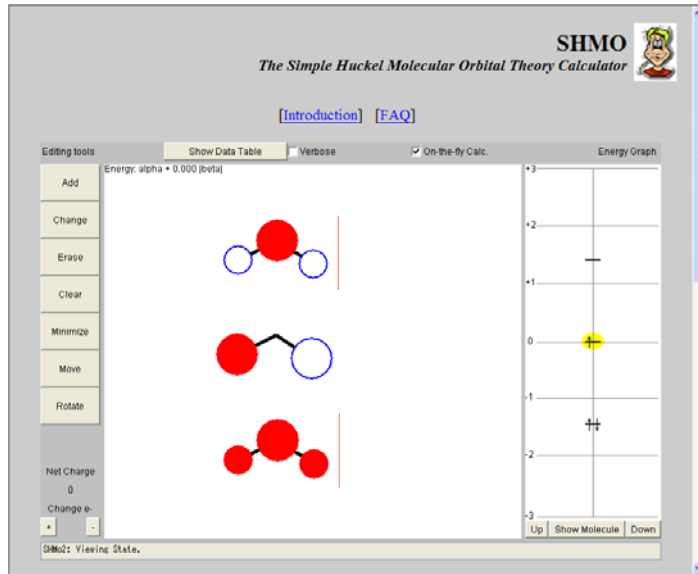 SHMO
The Simple Huckel Molecular Orbital Theory Calculator
[Introduction] [FAQ]
Editing tools
Show Data Table
Verbose
On-the-fly Calc.
Energy Graph
Energy: alpha + 0.000 |beta|
Add
Change
Erase
Clear
Minimize
Move
Rotate
Net Charge
0
Change e-
+ -
+3
+2
+1
0
-1
-2
-3
Up Show Molecule Down
SHMo2: Viewing State.